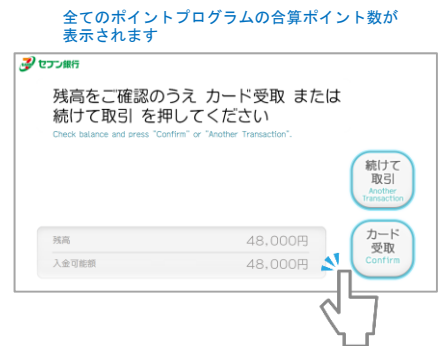 全てのポイントプログラムの合算ポイント数が
表示されます
セブン銀行
残高をご確認のうえ カード受取 または
続けて取引 を押してください
Check balance and press "Confirm" or "Another Transaction".
続けて
取引
Another
Transaction
残高 48,000円
入金可能額 48,000円
カード
受取
Confirm